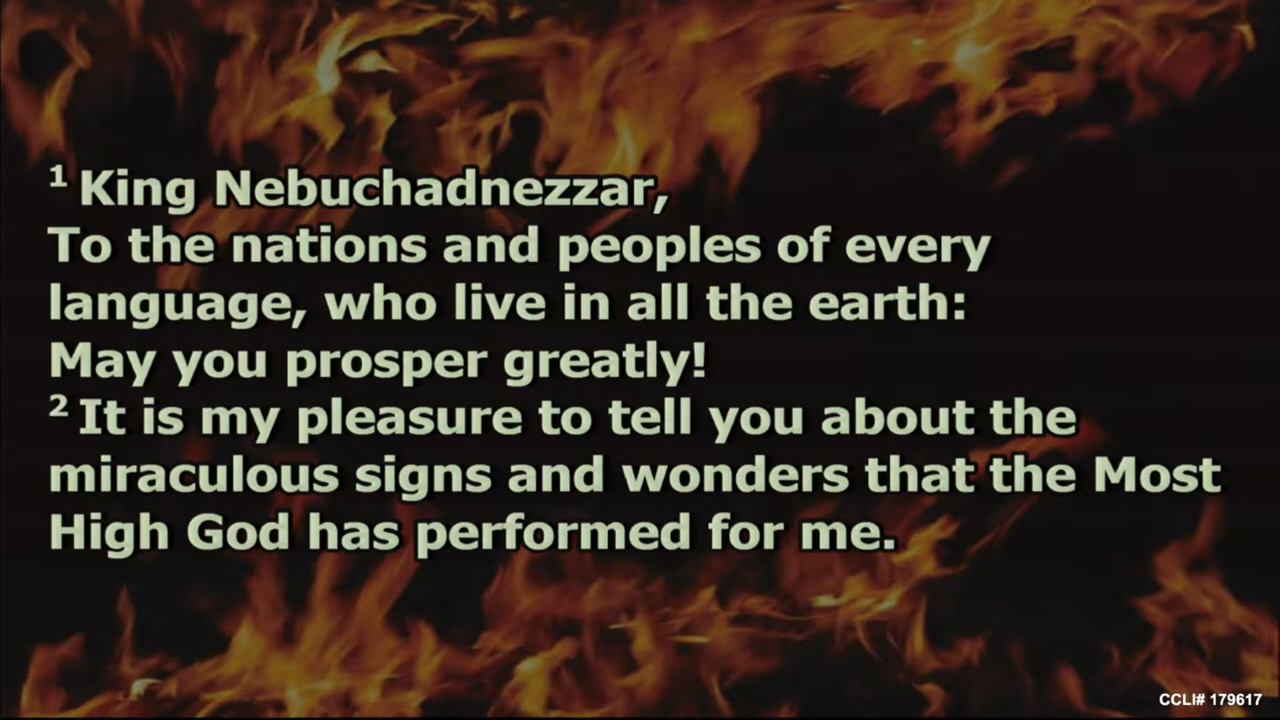 ¹ King Nebuchadnezzar,
To the nations and peoples of every
language, who live in all the earth:
May you prosper greatly!
² It is my pleasure to tell you about the
miraculous signs and wonders that the Most
High God has performed for me.
CCLI# 179617